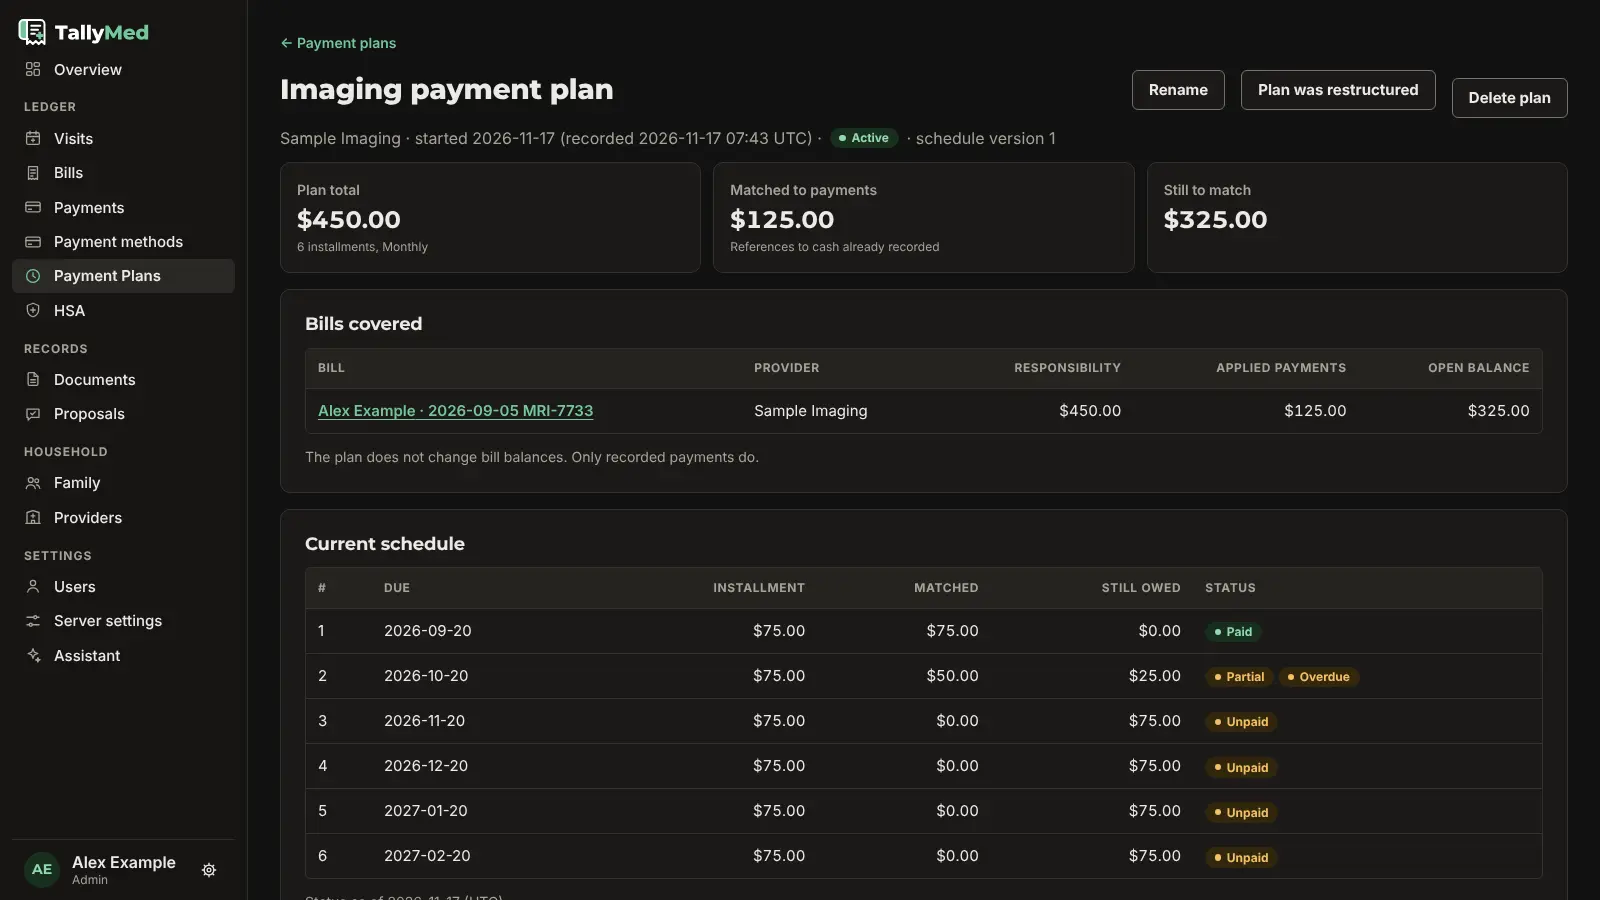 TallyMed
Overview
LEDGER
Visits
Bills
Payments
Payment methods
Payment Plans
HSA
RECORDS
Documents
Proposals
HOUSEHOLD
Family
Providers
SETTINGS
Users
Server settings
Assistant
AE
Alex Example
Admin
← Payment plans
Imaging payment plan
Rename
Plan was restructured
Delete plan
Sample Imaging · started 2026-11-17 (recorded 2026-11-17 07:43 UTC) · Active · schedule version 1
Plan total
$450.00
6 installments, Monthly
Matched to payments
$125.00
References to cash already recorded
Still to match
$325.00
Bills covered
BILL PROVIDER RESPONSIBILITY APPLIED PAYMENTS OPEN BALANCE
Alex Example · 2026-09-05 MRI-7733 Sample Imaging $450.00 $125.00 $325.00
The plan does not change bill balances. Only recorded payments do.
Current schedule
# DUE INSTALLMENT MATCHED STILL OWED STATUS
1 2026-09-20 $75.00 $75.00 $0.00 Paid
2 2026-10-20 $75.00 $50.00 $25.00 Partial Overdue
3 2026-11-20 $75.00 $0.00 $75.00 Unpaid
4 2026-12-20 $75.00 $0.00 $75.00 Unpaid
5 2027-01-20 $75.00 $0.00 $75.00 Unpaid
6 2027-02-20 $75.00 $0.00 $75.00 Unpaid
Status as of 2026-11-17 (UTC)